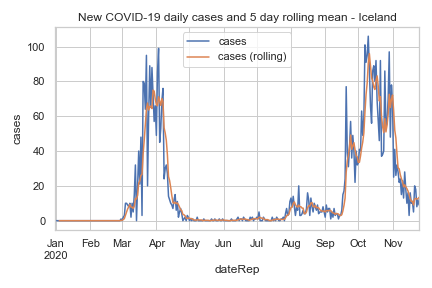 New COVID-19 daily cases and 5 day rolling mean - Iceland
cases
cases (rolling)
100
80
60
40
20
0
cases
Jan Feb Mar Apr May Jun Jul Aug Sep Oct Nov
2020
dateRep